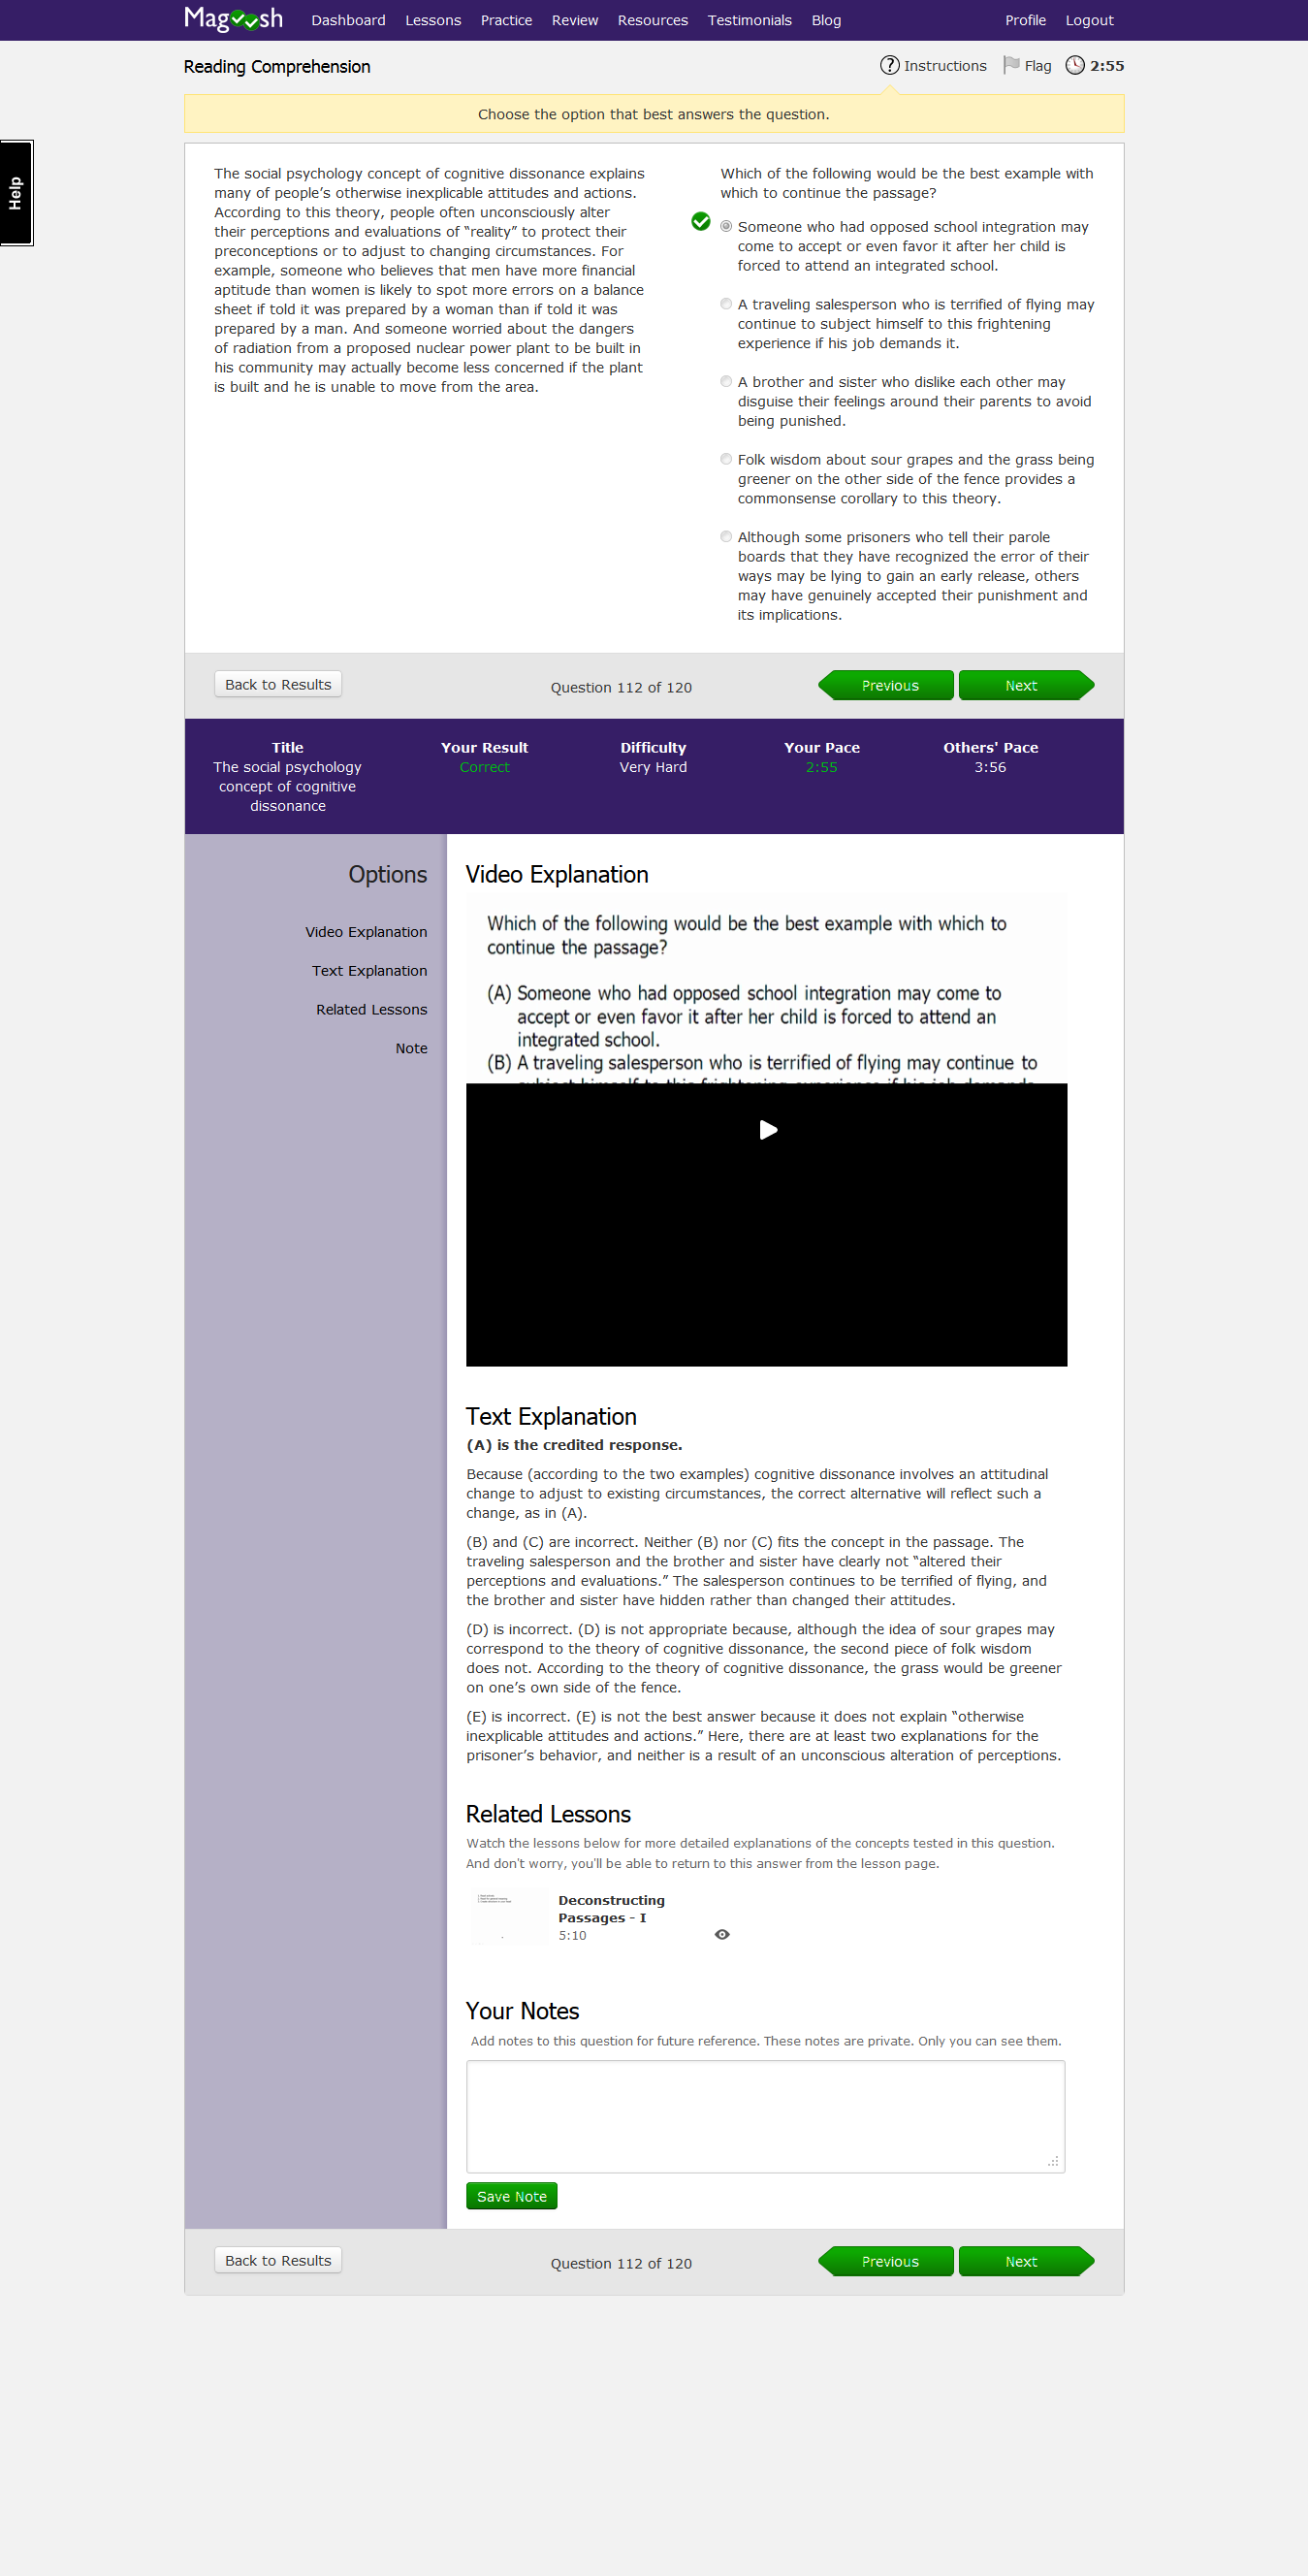 Magoosh Dashboard Lessons Practice Review Resources Testimonials Blog Profile Logout
Reading Comprehension
Instructions Flag 2:55
Choose the option that best answers the question.
Help
The social psychology concept of cognitive dissonance explains
many of people’s otherwise inexplicable attitudes and actions.
According to this theory, people often unconsciously alter
their perceptions and evaluations of “reality” to protect their
preconceptions or to adjust to changing circumstances. For
example, someone who believes that men have more financial
aptitude than women is likely to spot more errors on a balance
sheet if told it was prepared by a woman than if told it was
prepared by a man. And someone worried about the dangers
of radiation from a proposed nuclear power plant to be built in
his community may actually become less concerned if the plant
is built and he is unable to move from the area.
Which of the following would be the best example with
which to continue the passage?
Someone who had opposed school integration may
come to accept or even favor it after her child is
forced to attend an integrated school.
A traveling salesperson who is terrified of flying may
continue to subject himself to this frightening
experience if his job demands it.
A brother and sister who dislike each other may
disguise their feelings around their parents to avoid
being punished.
Folk wisdom about sour grapes and the grass being
greener on the other side of the fence provides a
commonsense corollary to this theory.
Although some prisoners who tell their parole
boards that they have recognized the error of their
ways may be lying to gain an early release, others
may have genuinely accepted their punishment and
its implications.
Back to Results Question 112 of 120 Previous Next
Title Your Result Difficulty Your Pace Others' Pace
The social psychology Correct Very Hard 2:55 3:56
concept of cognitive
dissonance
Options
Video Explanation
Text Explanation
Related Lessons
Note
Video Explanation
Which of the following would be the best example with which to
continue the passage?
(A) Someone who had opposed school integration may come to
accept or even favor it after her child is forced to attend an
integrated school.
(B) A traveling salesperson who is terrified of flying may continue to
subject himself to this frightening experience if his job demands
Text Explanation
(A) is the credited response.
Because (according to the two examples) cognitive dissonance involves an attitudinal
change to adjust to existing circumstances, the correct alternative will reflect such a
change, as in (A).
(B) and (C) are incorrect. Neither (B) nor (C) fits the concept in the passage. The
traveling salesperson and the brother and sister have clearly not “altered their
perceptions and evaluations.” The salesperson continues to be terrified of flying, and
the brother and sister have hidden rather than changed their attitudes.
(D) is incorrect. (D) is not appropriate because, although the idea of sour grapes may
correspond to the theory of cognitive dissonance, the second piece of folk wisdom
does not. According to the theory of cognitive dissonance, the grass would be greener
on one’s own side of the fence.
(E) is incorrect. (E) is not the best answer because it does not explain “otherwise
inexplicable attitudes and actions.” Here, there are at least two explanations for the
prisoner’s behavior, and neither is a result of an unconscious alteration of perceptions.
Related Lessons
Watch the lessons below for more detailed explanations of the concepts tested in this question.
And don't worry, you'll be able to return to this answer from the lesson page.
Deconstructing
Passages - I
5:10
Your Notes
Add notes to this question for future reference. These notes are private. Only you can see them.
Save Note
Back to Results Question 112 of 120 Previous Next